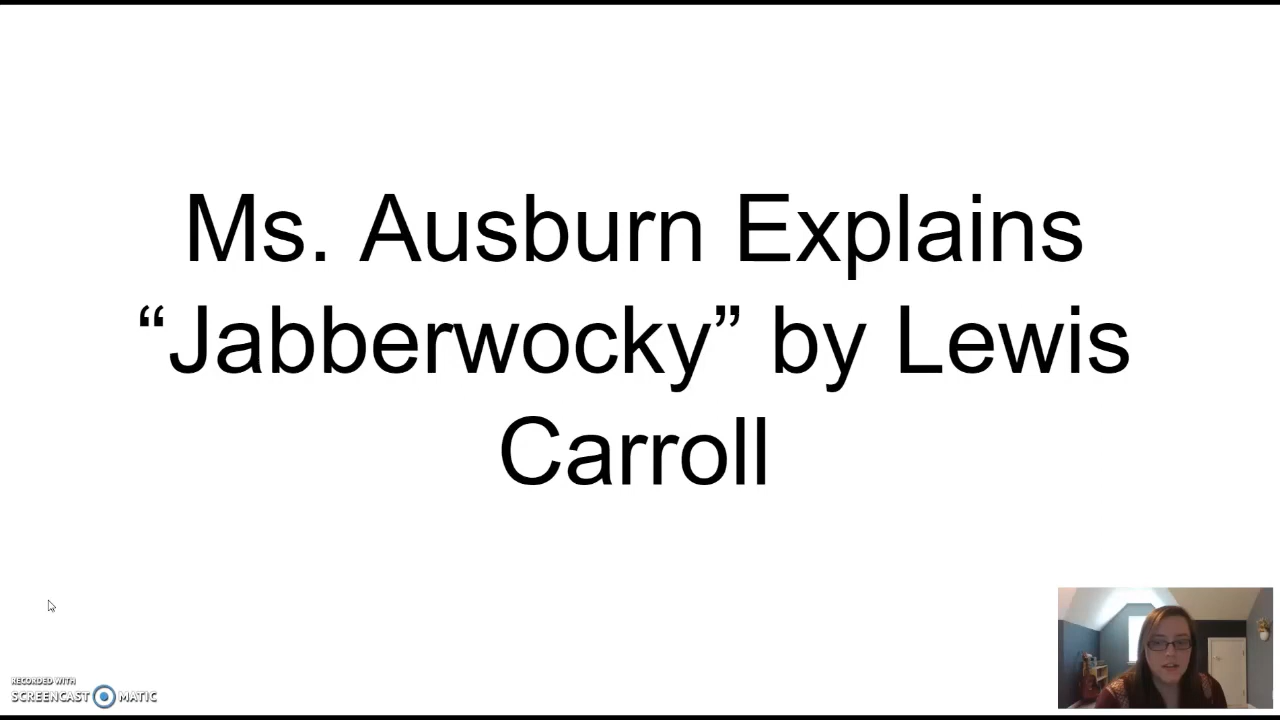 Ms. Ausburn Explains
“Jabberwocky” by Lewis
Carroll
RECORDED WITH
SCREENCAST MATIC